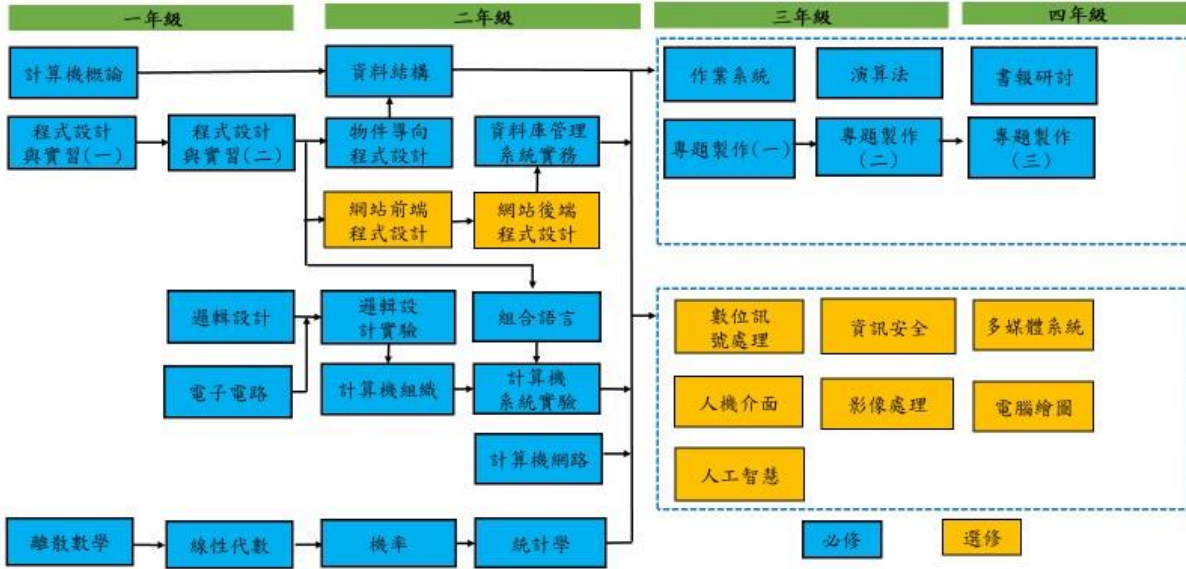 一年級
二年級
三年級
四年級
計算機概論
資料結構
作業系統
演算法
書報研討
程式設計
與實習(一)
程式設計
與實習(二)
物件導向
程式設計
資料庫管理
系統實務
專題製作(一)
專題製作
(二)
專題製作
(三)
網站前端
程式設計
網站後端
程式設計
邏輯設計
邏輯設
計實驗
組合語言
數位訊
號處理
資訊安全
多媒體系統
電子電路
計算機組織
計算機
系統實驗
人機介面
影像處理
電腦繪圖
計算機網路
人工智慧
離散數學
線性代數
機率
統計學
必修
選修